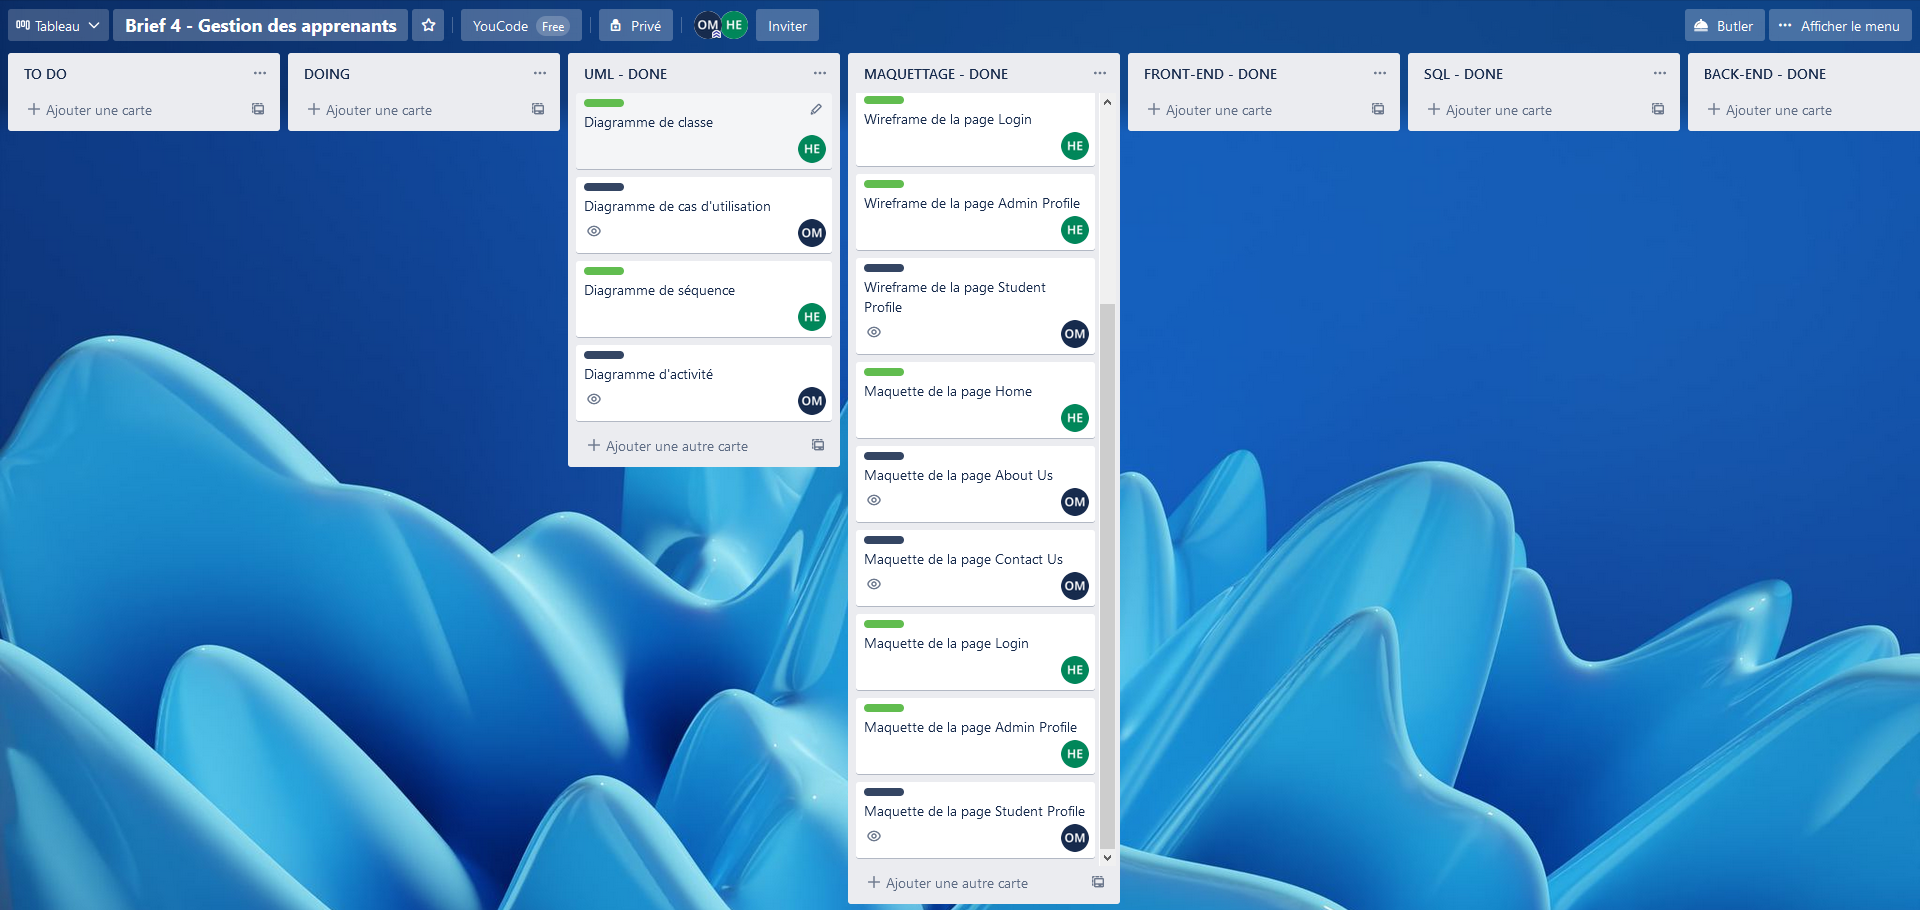 Tableau
Brief 4 - Gestion des apprenants
YouCode Free
Privé
OM HE
Inviter
Butler
Afficher le menu
TO DO
Ajouter une carte
DOING
Ajouter une carte
UML - DONE
Diagramme de classe
HE
Diagramme de cas d'utilisation
OM
Diagramme de séquence
HE
Diagramme d'activité
OM
Ajouter une autre carte
MAQUETTAGE - DONE
Wireframe de la page Login
HE
Wireframe de la page Admin Profile
HE
Wireframe de la page Student
Profile
OM
Maquette de la page Home
HE
Maquette de la page About Us
OM
Maquette de la page Contact Us
OM
Maquette de la page Login
HE
Maquette de la page Admin Profile
HE
Maquette de la page Student Profile
OM
Ajouter une autre carte
FRONT-END - DONE
Ajouter une carte
SQL - DONE
Ajouter une carte
BACK-END - DONE
Ajouter une carte